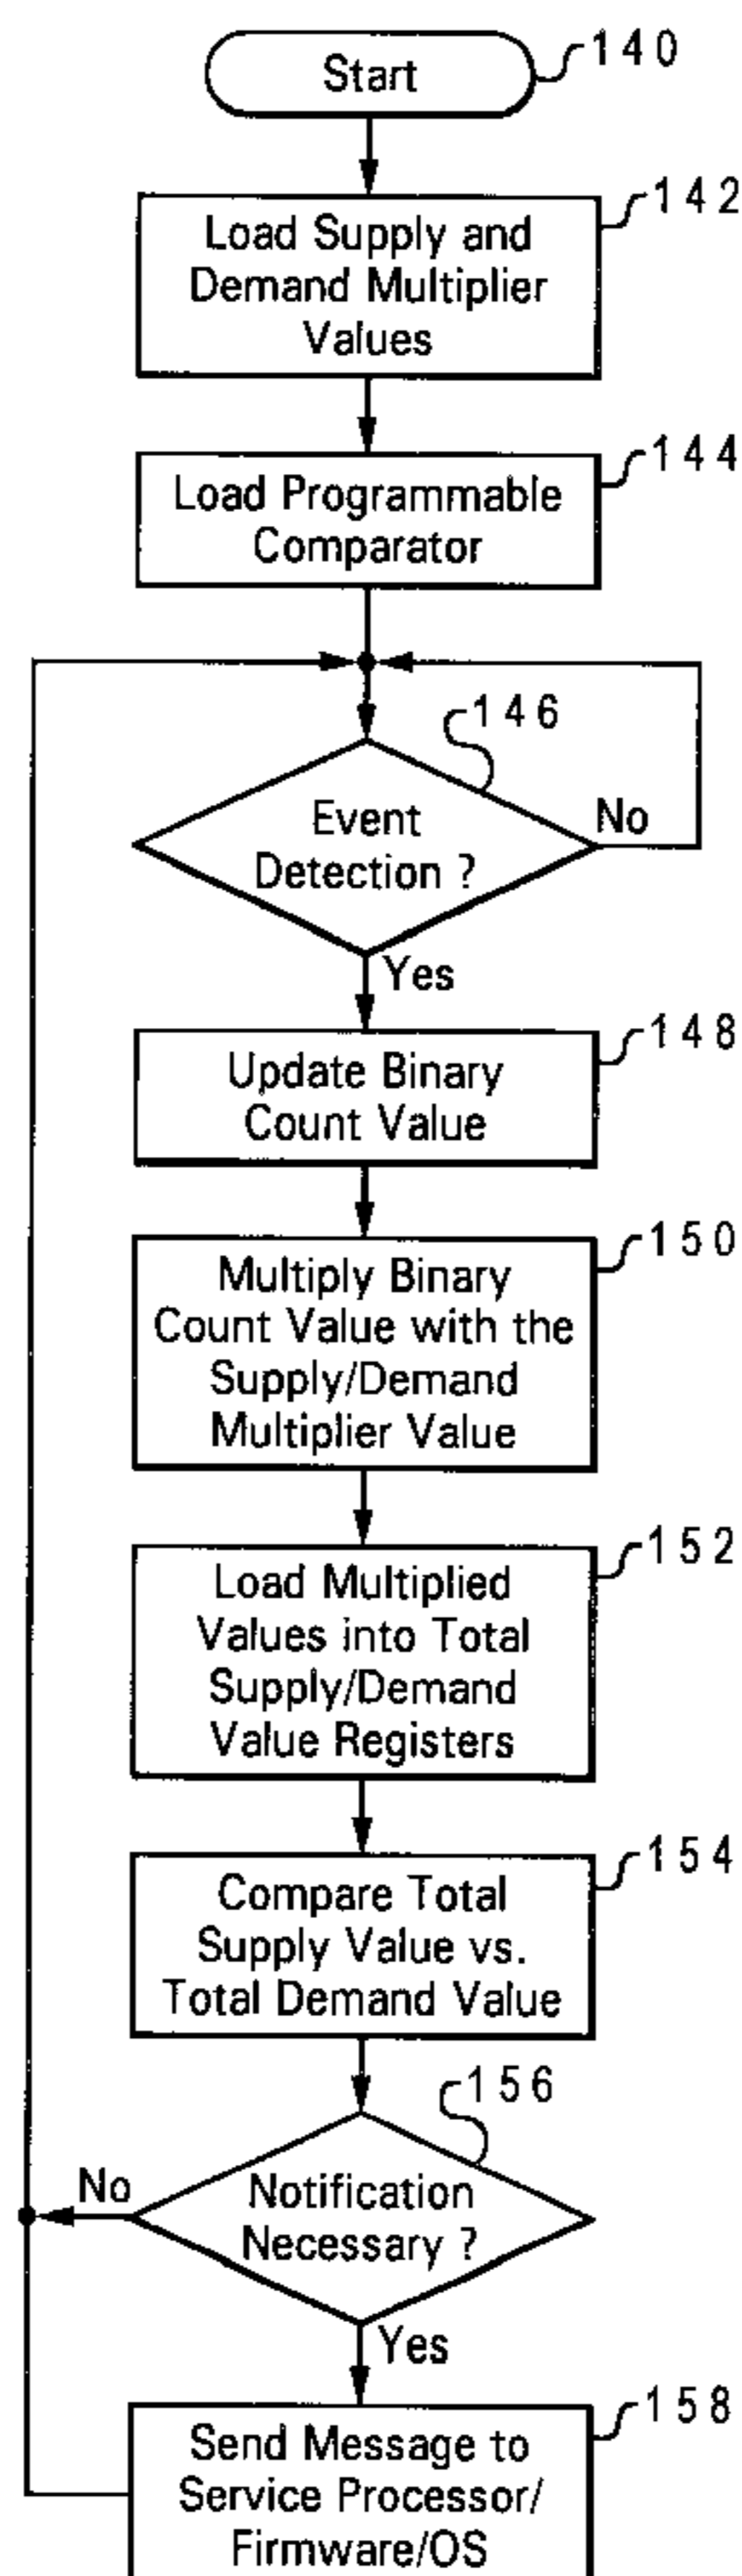 Start
140
Load Supply and
Demand Multiplier
Values
142
Load Programmable
Comparator
144
146
Event
Detection ?
No
Yes
Update Binary
Count Value
148
Multiply Binary
Count Value with the
Supply/Demand
Multiplier Value
150
Load Multiplied
Values into Total
Supply/Demand
Value Registers
152
Compare Total
Supply Value vs.
Total Demand Value
154
156
No
Notification
Necessary ?
Yes
Send Message to
Service Processor/
Firmware/OS
158